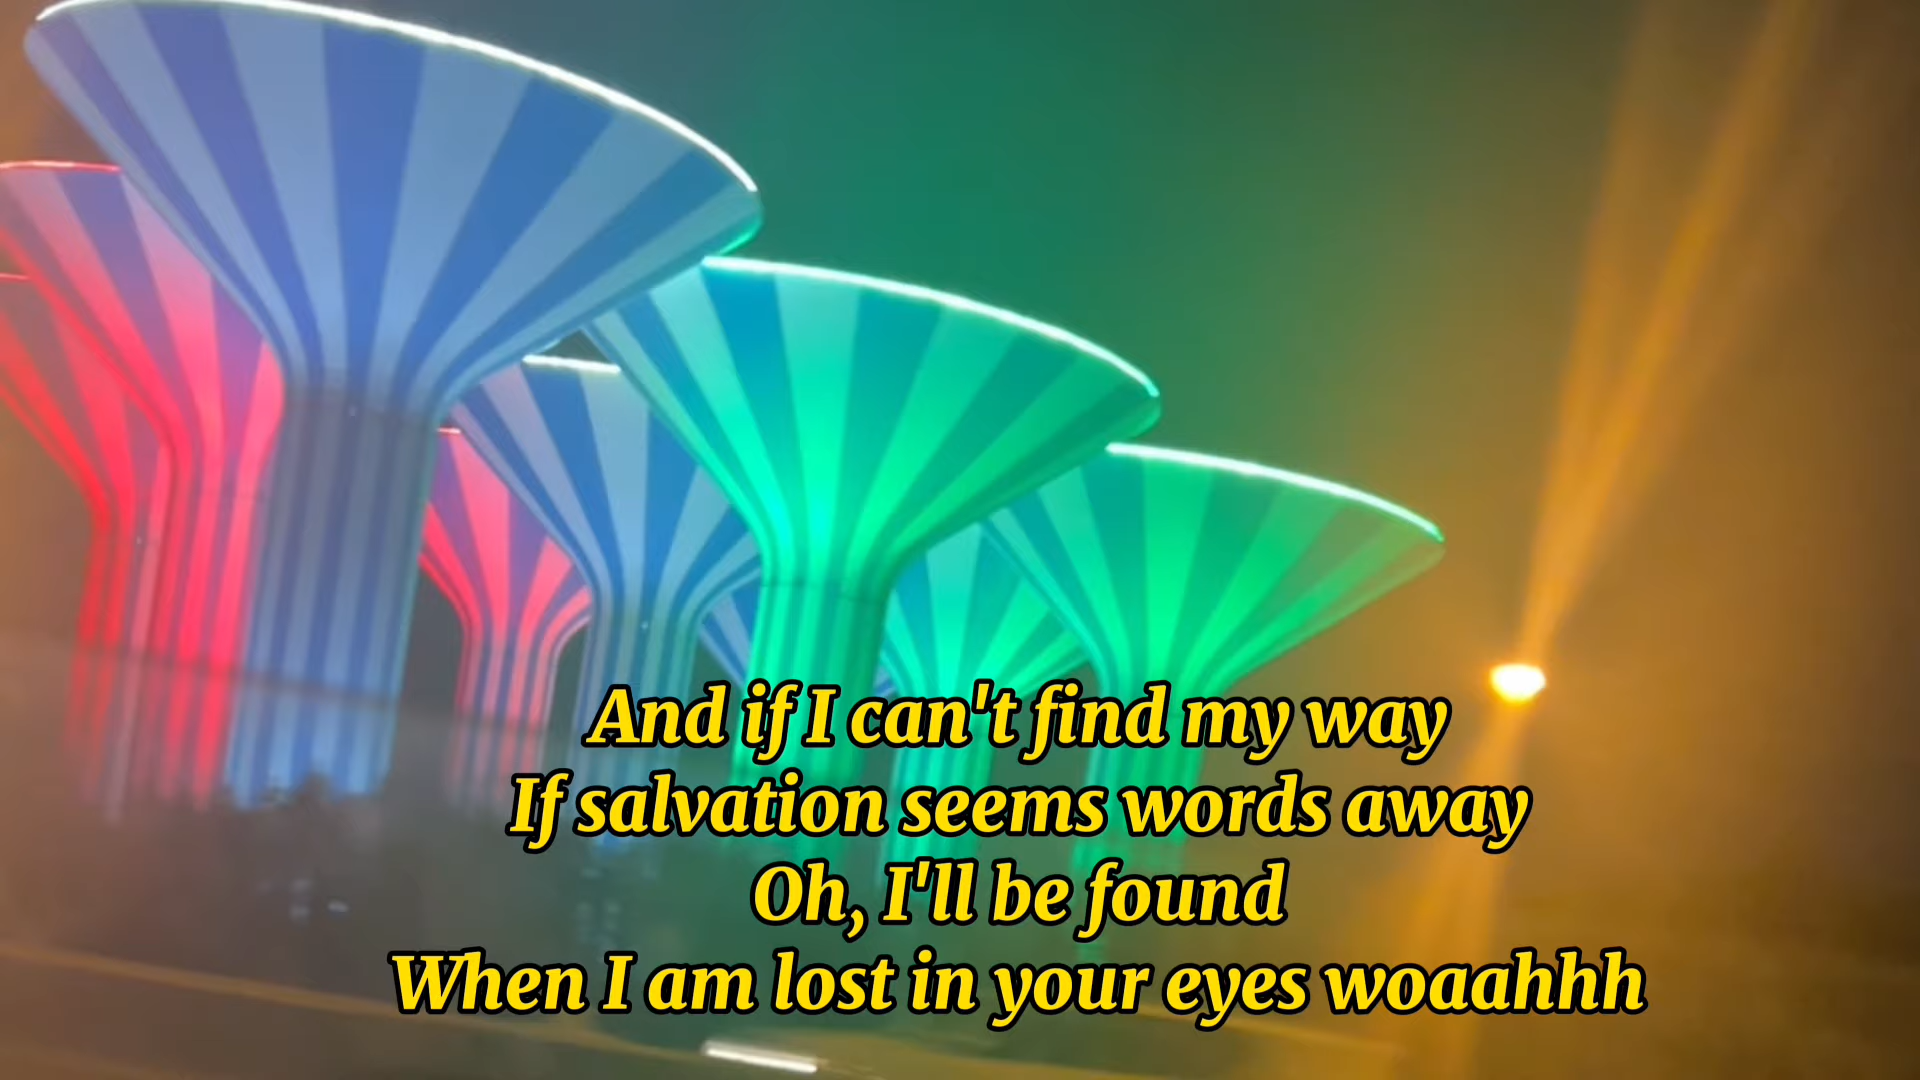 And if I can't find my way
If salvation seems words away
Oh, I'll be found
When I am lost in your eyes woaahhh